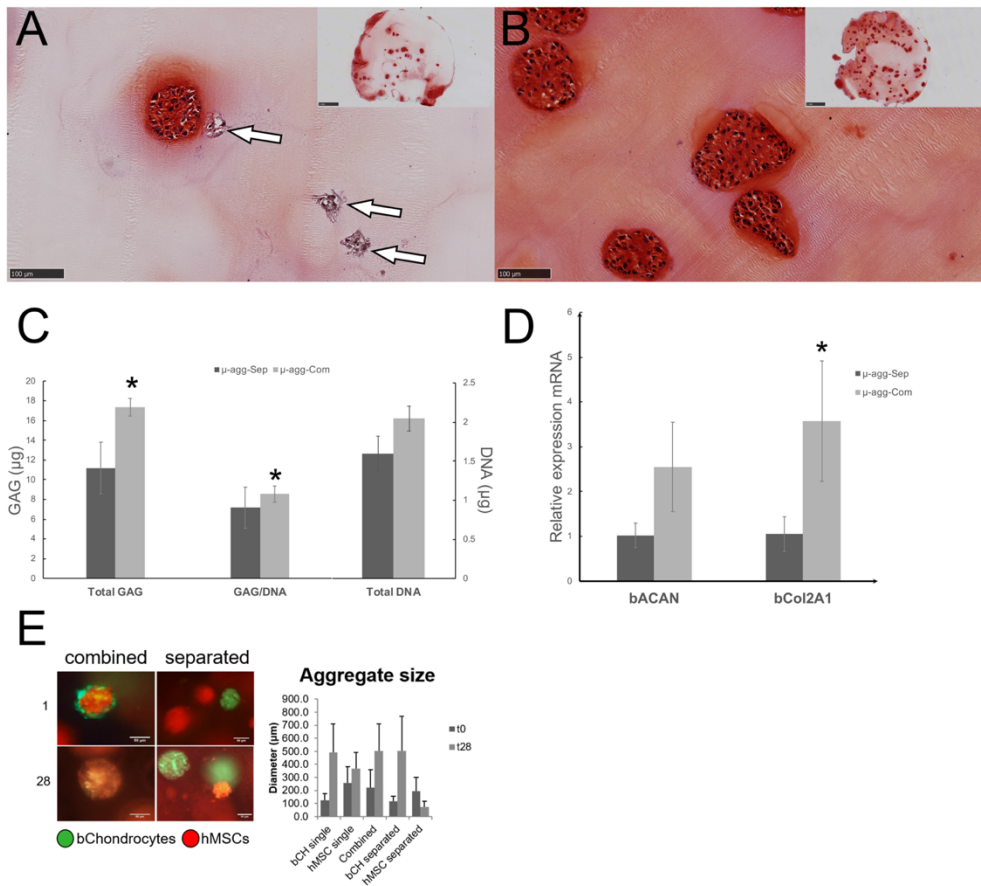 A
B
100 μm
100 μm
C
D
μ-agg-Sep μ-agg-Com
20
18
16
14
12
10
8
6
4
2
0
GAG (μg)
2.5
2
1.5
1
0.5
0
DNA (μg)
*
*
Total GAG GAG/DNA Total DNA
6
5
4
3
2
1
0
Relative expression mRNA
*
μ-agg-Sep
μ-agg-Com
bACAN bCol2A1
E
combined separated
1
28
bChondrocytes hMSCs
Aggregate size
900.0
800.0
700.0
600.0
500.0
400.0
300.0
200.0
100.0
0.0
Diameter (μm)
t0
t28
bCH single
hMSC single
Combined
bCH separated
hMSC separated